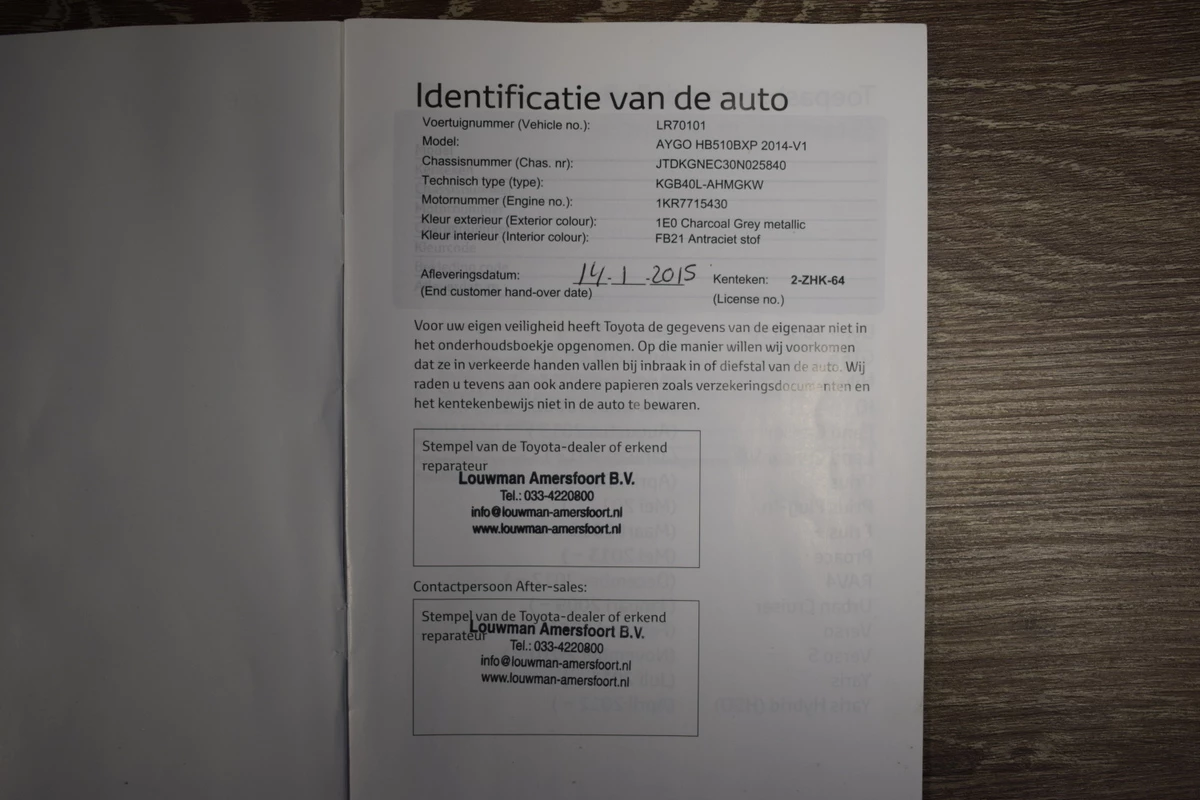 Identificatie van de auto
Voertuignummer (Vehicle no.): LR70101
Model: AYGO HB510BXP 2014-V1
Chassisnummer (Chas. nr): JTDKGNEC30N025840
Technisch type (type): KGB40L-AHMGKW
Motornummer (Engine no.): 1KR7715430
Kleur exterieur (Exterior colour): 1E0 Charcoal Grey metallic
Kleur interieur (Interior colour): FB21 Antraciet stof
Afleveringsdatum: 14-1-2015 Kenteken: 2-ZHK-64
(End customer hand-over date) (License no.)
Voor uw eigen veiligheid heeft Toyota de gegevens van de eigenaar niet in
het onderhoudsboekje opgenomen. Op die manier willen wij voorkomen
dat ze in verkeerde handen vallen bij inbraak in of diefstal van de auto. Wij
raden u tevens aan ook andere papieren zoals verzekeringsdocumenten en
het kentekenbewijs niet in de auto te bewaren.
Stempel van de Toyota-dealer of erkend
reparateur
Louwman Amersfoort B.V.
Tel.: 033-4220800
info@louwman-amersfoort.nl
www.louwman-amersfoort.nl
Contactpersoon After-sales:
Stempel van de Toyota-dealer of erkend
reparateur
Louwman Amersfoort B.V.
Tel.: 033-4220800
info@louwman-amersfoort.nl
www.louwman-amersfoort.nl